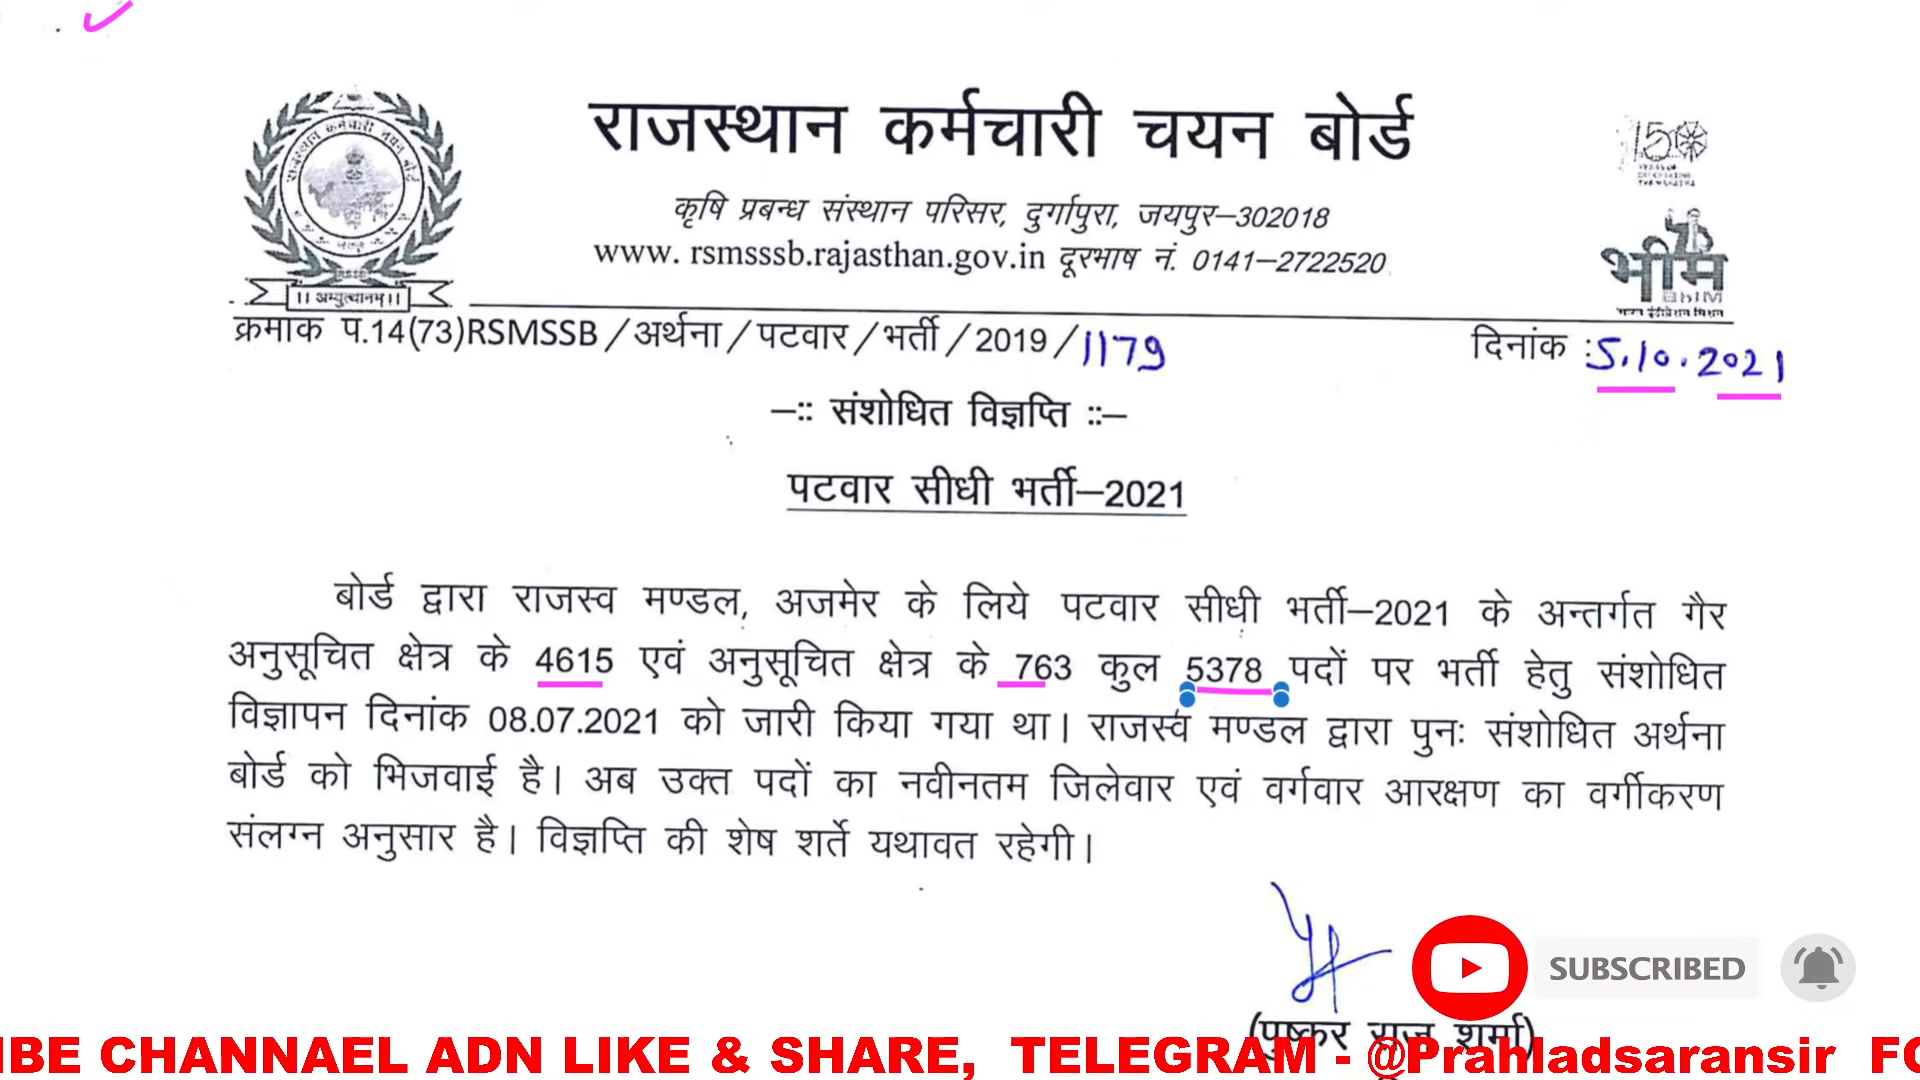 राजस्थान कर्मचारी चयन बोर्ड
कृषि प्रबन्ध संस्थान परिसर, दुर्गापुरा, जयपुर–302018
www. rsmsssb.rajasthan.gov.in दूरभाष नं. 0141–2722520
भीम
।। अभ्युत्थानम् ।।
क्रमांक प.14(73)RSMSSB/अर्थना/पटवार/भर्ती/2019/1179
दिनांक :5.10.2021
–:: संशोधित विज्ञप्ति ::–
पटवार सीधी भर्ती–2021
बोर्ड द्वारा राजस्व मण्डल, अजमेर के लिये पटवार सीधी भर्ती–2021 के अन्तर्गत गैर
अनुसूचित क्षेत्र के 4615 एवं अनुसूचित क्षेत्र के 763 कुल 5378 पदों पर भर्ती हेतु संशोधित
विज्ञापन दिनांक 08.07.2021 को जारी किया गया था। राजस्व मण्डल द्वारा पुनः संशोधित अर्थना
बोर्ड को भिजवाई है। अब उक्त पदों का नवीनतम जिलेवार एवं वर्गवार आरक्षण का वर्गीकरण
संलग्न अनुसार है। विज्ञप्ति की शेष शर्ते यथावत रहेगी।
SUBSCRIBED
(पुष्कर राज शर्मा)
IBE CHANNAEL ADN LIKE & SHARE, TELEGRAM - @Prahladsaransir FO